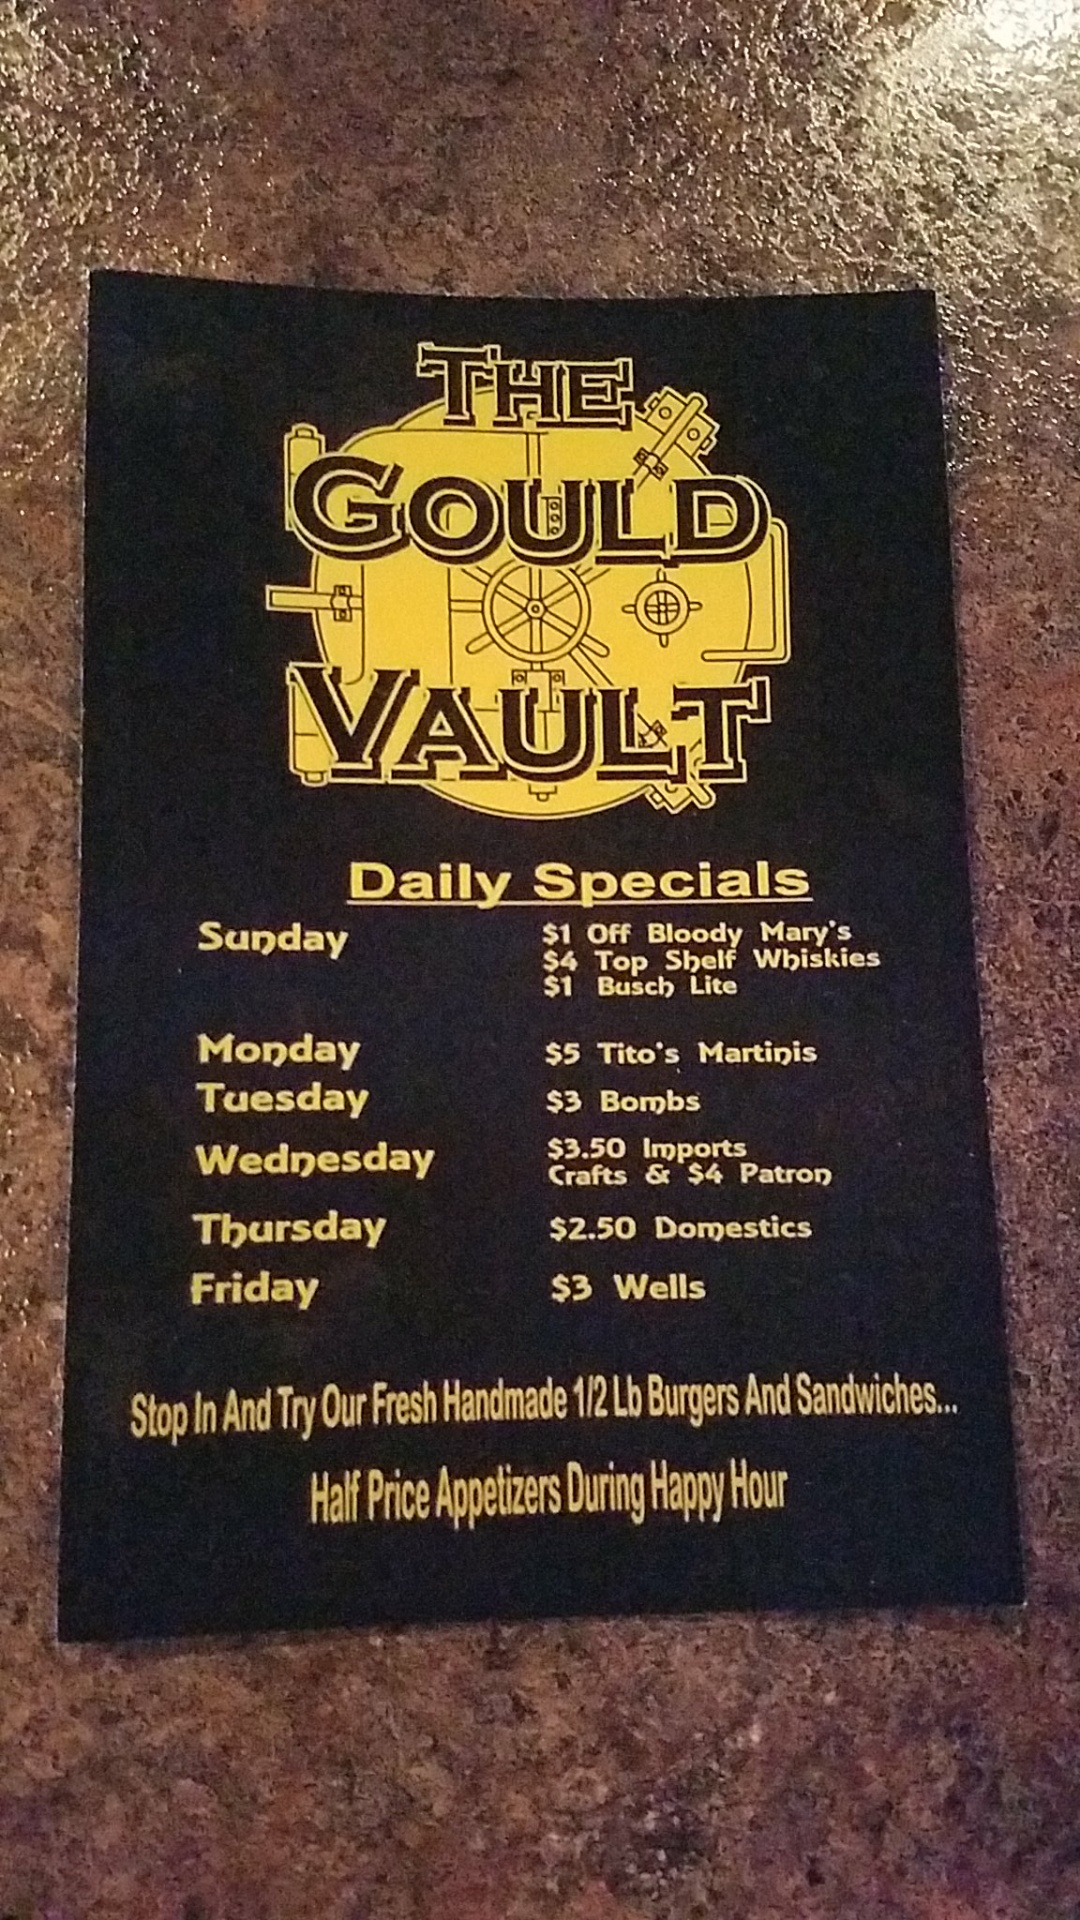 THE
GOULD
VAULT
Daily Specials
Sunday $1 Off Bloody Mary's
$4 Top Shelf Whiskies
$1 Busch Lite
Monday $5 Tito's Martinis
Tuesday $3 Bombs
Wednesday $3.50 Imports
Crafts & $4 Patron
Thursday $2.50 Domestics
Friday $3 Wells
Stop In And Try Our Fresh Handmade 1/2 Lb Burgers And Sandwiches...
Half Price Appetizers During Happy Hour